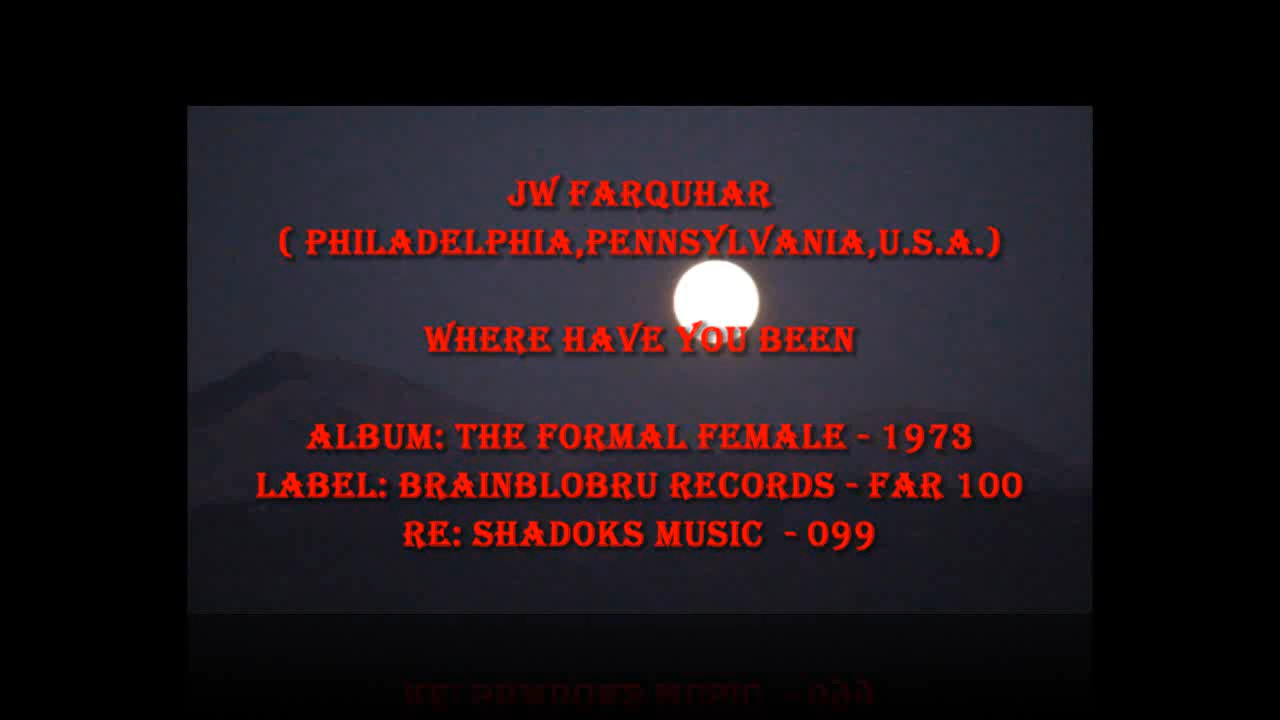 JW FARQUHAR
( PHILADELPHIA,PENNSYLVANIA,U.S.A.)
WHERE HAVE YOU BEEN
ALBUM: THE FORMAL FEMALE - 1973
LABEL: BRAINBLOBRU RECORDS - FAR 100
RE: SHADOKS MUSIC - 099